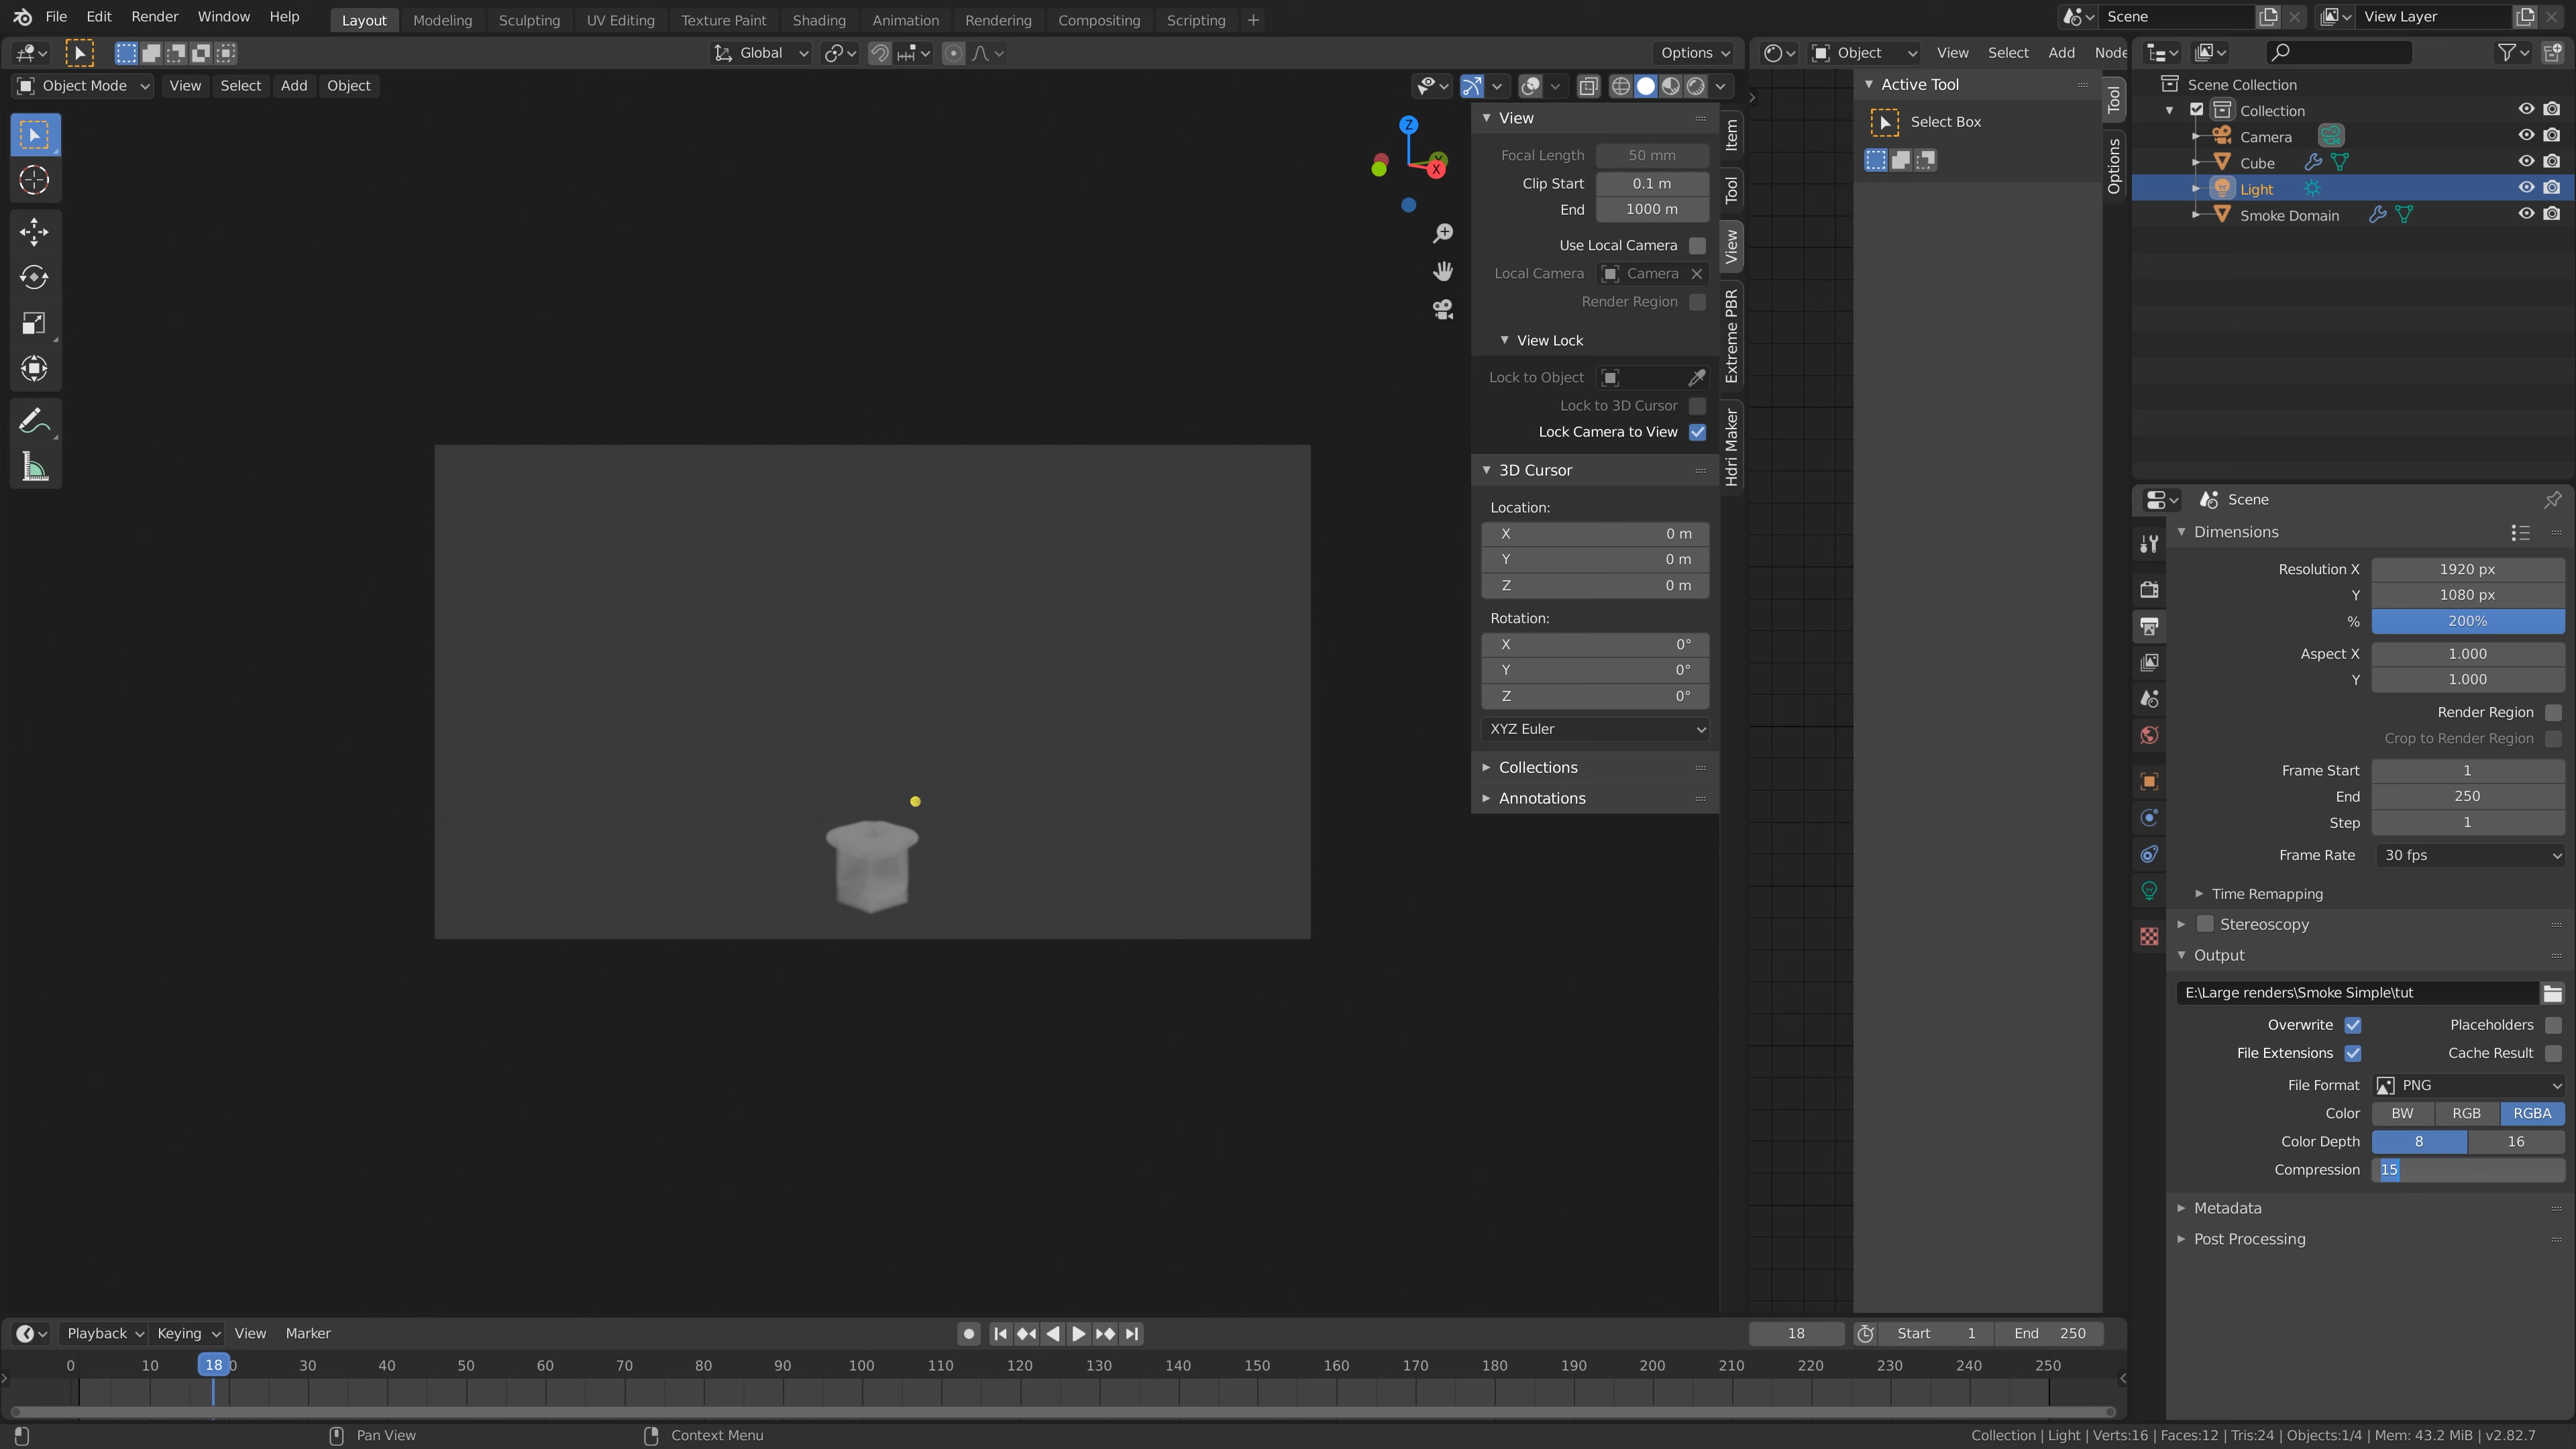 File Edit Render Window Help Layout Modeling Sculpting UV Editing Texture Paint Shading Animation Rendering Compositing Scripting Scene View Layer
Global Options Object View Select Add Node
Object Mode View Select Add Object
Active Tool
Select Box
Tool
Options
Z
Y
X
View
Focal Length 50 mm
Clip Start 0.1 m
End 1000 m
Use Local Camera
Local Camera Camera
Render Region
View Lock
Lock to Object
Lock to 3D Cursor
Lock Camera to View
3D Cursor
Location:
X 0 m
Y 0 m
Z 0 m
Rotation:
X 0°
Y 0°
Z 0°
XYZ Euler
Collections
Annotations
Item
Tool
View
Extreme PBR
Hdri Maker
Scene Collection
Collection
Camera
Cube
Light
Smoke Domain
Scene
Dimensions
Resolution X 1920 px
Y 1080 px
% 200%
Aspect X 1.000
Y 1.000
Render Region
Crop to Render Region
Frame Start 1
End 250
Step 1
Frame Rate 30 fps
Time Remapping
Stereoscopy
Output
E:\Large renders\Smoke Simple\tut
Overwrite Placeholders
File Extensions Cache Result
File Format PNG
Color BW RGB RGBA
Color Depth 8 16
Compression 15
Metadata
Post Processing
Playback Keying View Marker 18 Start 1 End 250
0 10 18 0 30 40 50 60 70 80 90 100 110 120 130 140 150 160 170 180 190 200 210 220 230 240 250
Pan View Context Menu Collection | Light | Verts:16 | Faces:12 | Tris:24 | Objects:1/4 | Mem: 43.2 MiB | v2.82.7